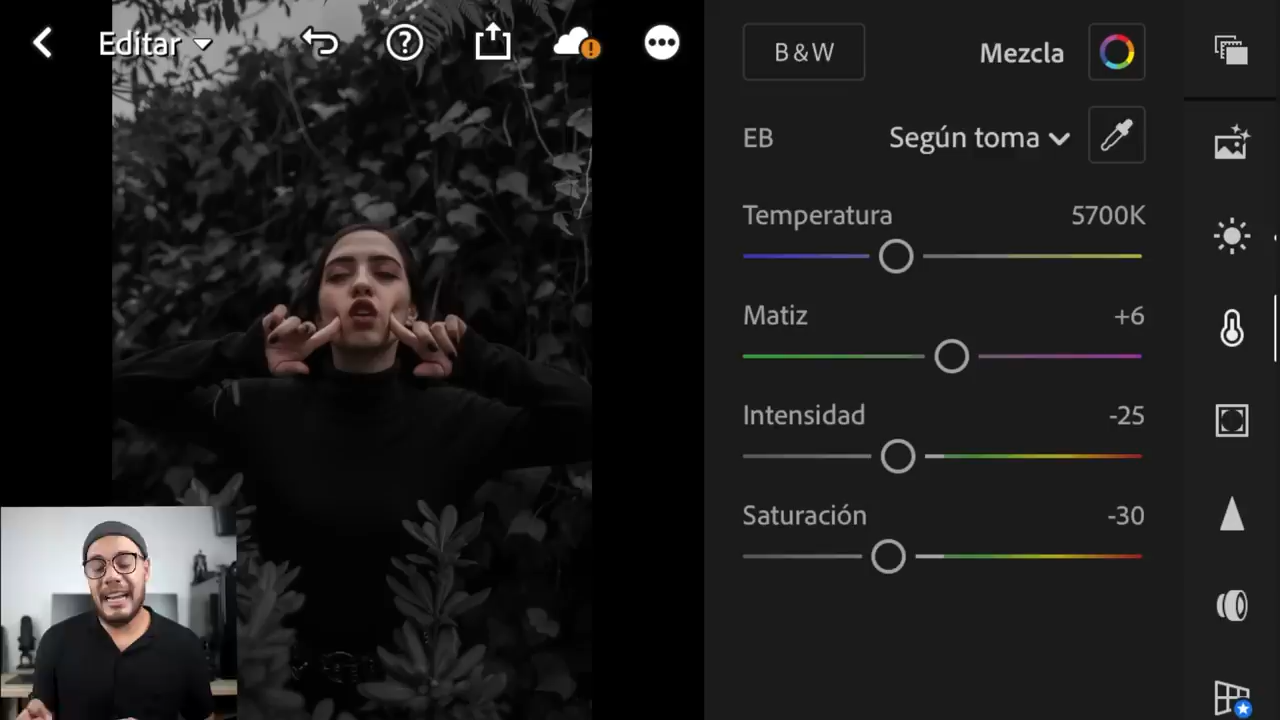 Editar
B&W
Mezcla
EB
Según toma
Temperatura
5700K
Matiz
+6
Intensidad
-25
Saturación
-30